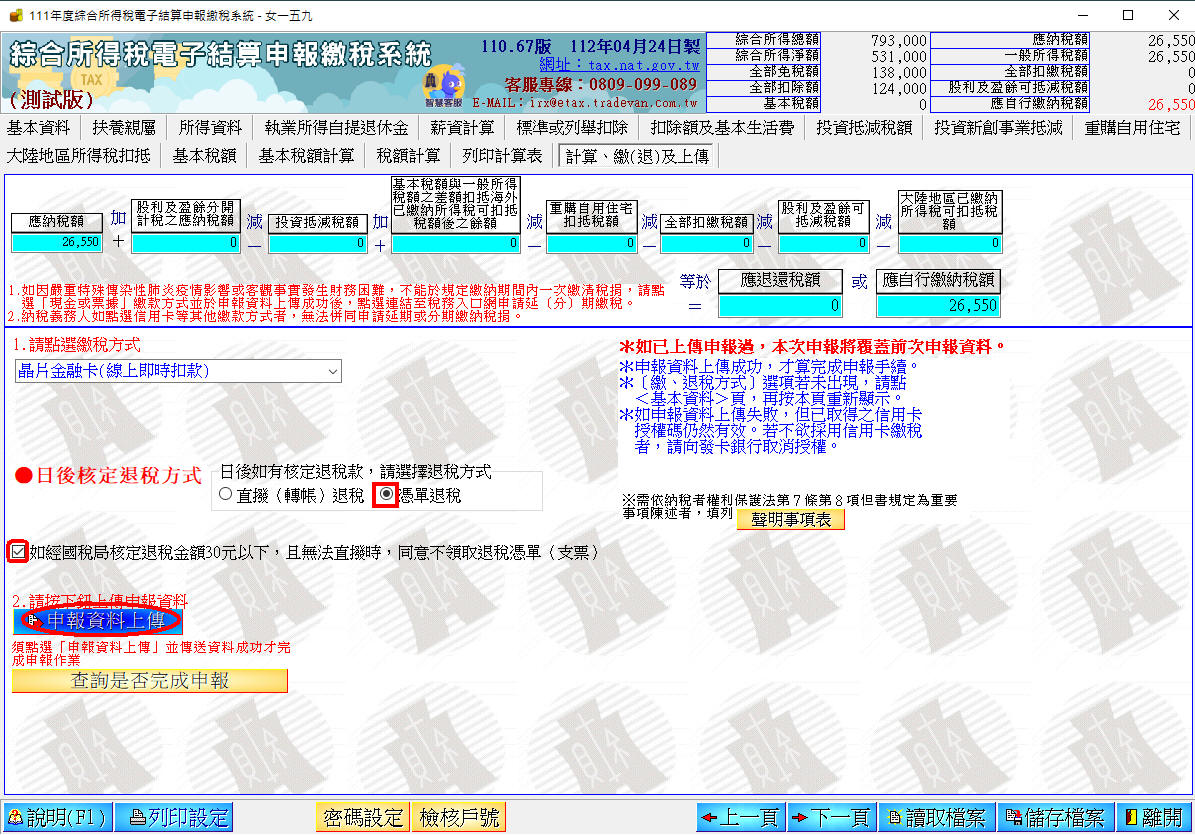 111年度綜合所得稅電子結算申報繳稅系統 - 女一五九
綜合所得稅電子結算申報繳稅系統
TAX
(測試版)
110.67版 112年04月24日製
網址：tax.nat.gov.tw
客服專線：0809-099-089
E-MAIL：irx@etax.tradevan.com.tw
智慧客服
綜合所得總額 793,000 應納稅額 26,550
綜合所得淨額 531,000 一般所得稅額 26,550
全部免稅額 138,000 全部扣繳稅額 0
全部扣除額 124,000 股利及盈餘可抵減稅額 0
基本稅額 0 應自行繳納稅額 26,550
基本資料 扶養親屬 所得資料 執業所得自提退休金 薪資計算 標準或列舉扣除 扣除額及基本生活費 投資抵減稅額 投資新創事業抵減 重購自用住宅
大陸地區所得稅扣抵 基本稅額 基本稅額計算 稅額計算 列印計算表 計算、繳(退)及上傳
應納稅額
26,550
加
＋
股利及盈餘分開
計稅之應納稅額
0
減
－
投資抵減稅額
0
加
＋
基本稅額與一般所得
稅額之差額扣抵海外
已繳納所得稅可扣抵
稅額後之餘額
0
減
－
重購自用住宅
扣抵稅額
0
減
－
全部扣繳稅額
0
減
－
股利及盈餘可
抵減稅額
0
減
－
大陸地區已繳納
所得稅可扣抵稅
額
0
等於
＝
應退還稅額
0
或
應自行繳納稅額
26,550
1.如因嚴重特殊傳染性肺炎疫情影響或客觀事實發生財務困難，不能於規定繳納期間內一次繳清稅捐，請點
選「現金或票據」繳款方式並於申報資料上傳成功後，點選連結至稅務入口網申請延（分）期繳稅。
2.納稅義務人如點選信用卡等其他繳款方式者，無法併同申請延期或分期繳納稅捐。
1.請點選繳稅方式
晶片金融卡(線上即時扣款)
●日後核定退稅方式
日後如有核定退稅款，請選擇退稅方式
直撥（轉帳）退稅 憑單退稅
如經國稅局核定退稅金額30元以下，且無法直撥時，同意不領取退稅憑單（支票）
2.請按下鈕上傳申報資料
申報資料上傳
須點選「申報資料上傳」並傳送資料成功才完
成申報作業
查詢是否完成申報
＊如已上傳申報過，本次申報將覆蓋前次申報資料。
＊申報資料上傳成功，才算完成申報手續。
＊〔繳、退稅方式〕選項若未出現，請點
＜基本資料＞頁，再按本頁重新顯示。
＊如申報資料上傳失敗，但已取得之信用卡
授權碼仍然有效。若不欲採用信用卡繳稅
者，請向發卡銀行取消授權。
※需依納稅者權利保護法第7條第8項但書規定為重要
事項陳述者，填列 聲明事項表
說明(F1) 列印設定 密碼設定 檢核戶號 上一頁 下一頁 讀取檔案 儲存檔案 離開